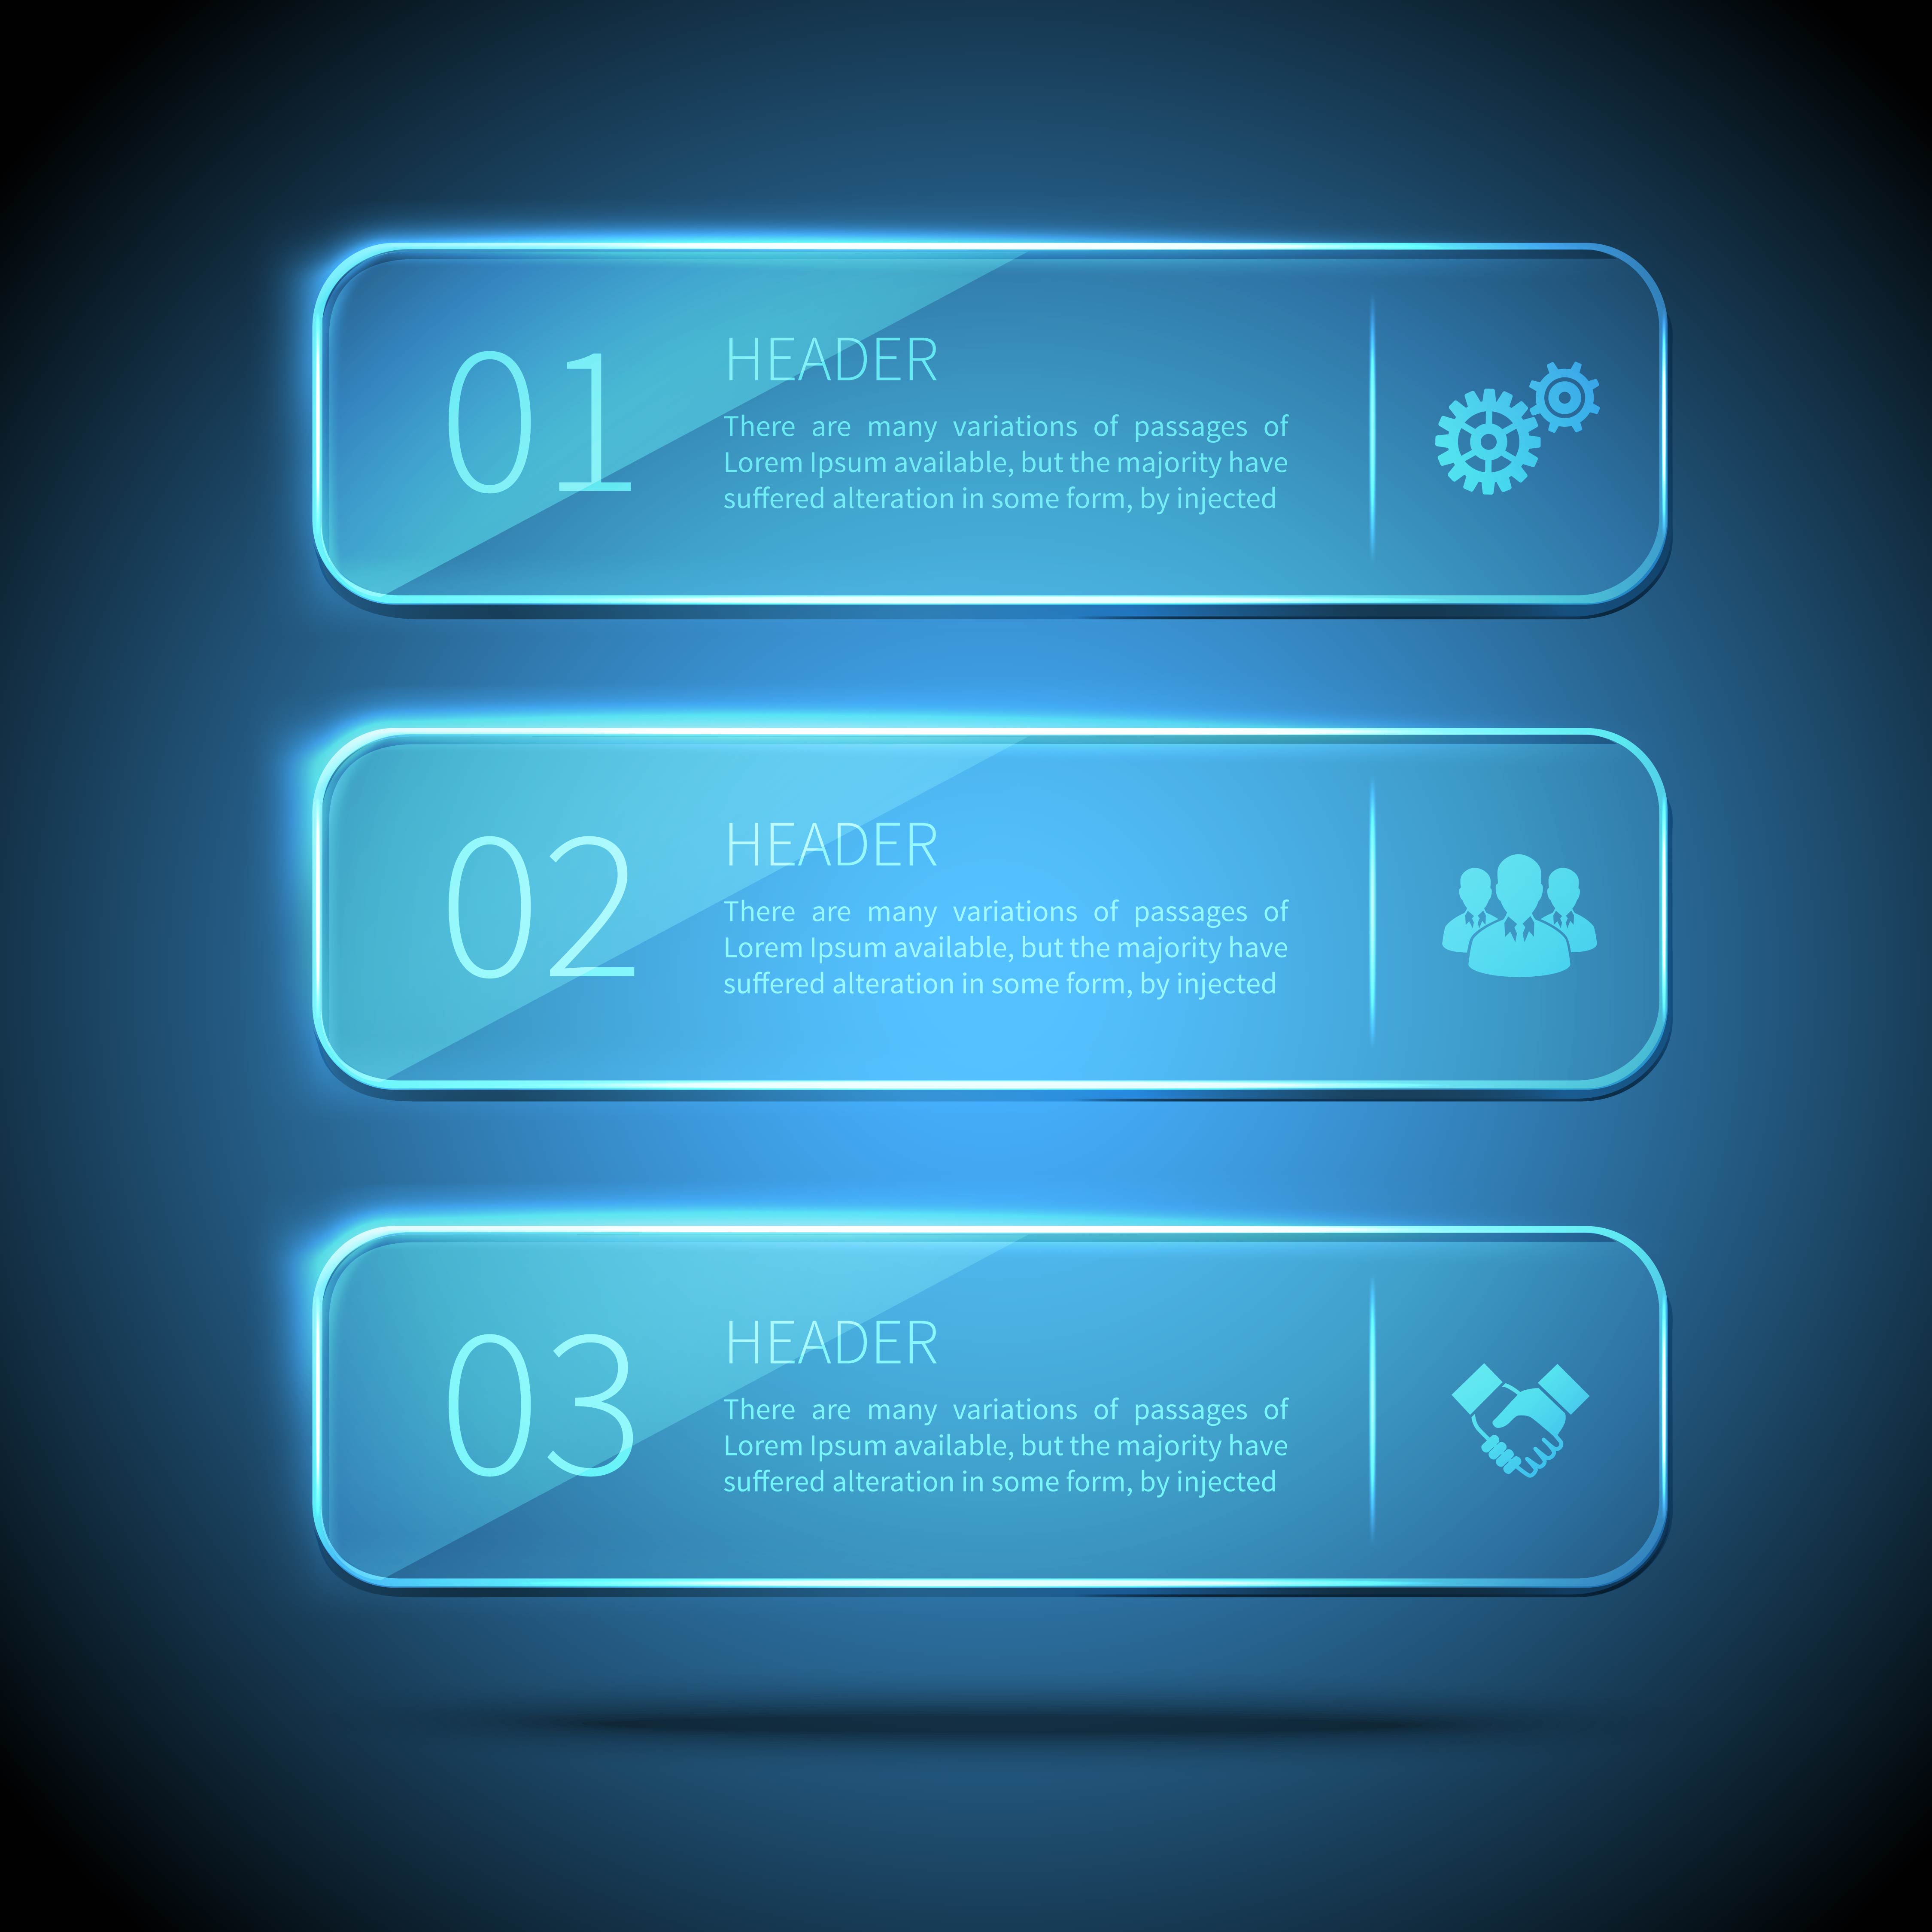 01
HEADER
There are many variations of passages of
Lorem Ipsum available, but the majority have
suffered alteration in some form, by injected
02
HEADER
There are many variations of passages of
Lorem Ipsum available, but the majority have
suffered alteration in some form, by injected
03
HEADER
There are many variations of passages of
Lorem Ipsum available, but the majority have
suffered alteration in some form, by injected